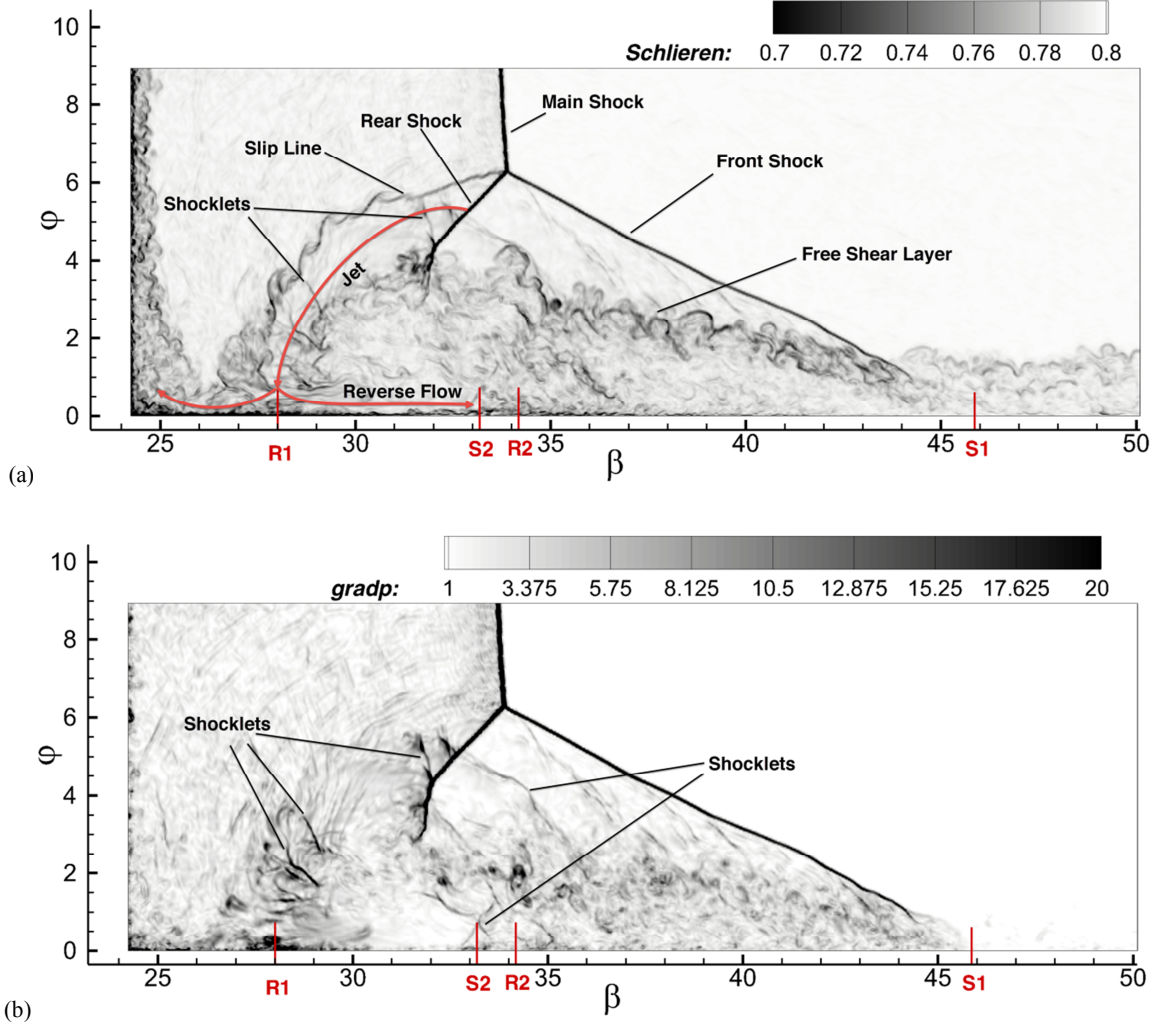 10
8
6
4
2
0
φ
Schlieren:
0.7 0.72 0.74 0.76 0.78 0.8
Main Shock
Rear Shock
Slip Line
Front Shock
Shocklets
Jet
Free Shear Layer
Reverse Flow
25 30 35 40 45 50
R1 S2 R2 S1
β
(a)
10
8
6
4
2
0
φ
gradp:
1 3.375 5.75 8.125 10.5 12.875 15.25 17.625 20
Shocklets
Shocklets
25 30 35 40 45 50
R1 S2 R2 S1
β
(b)